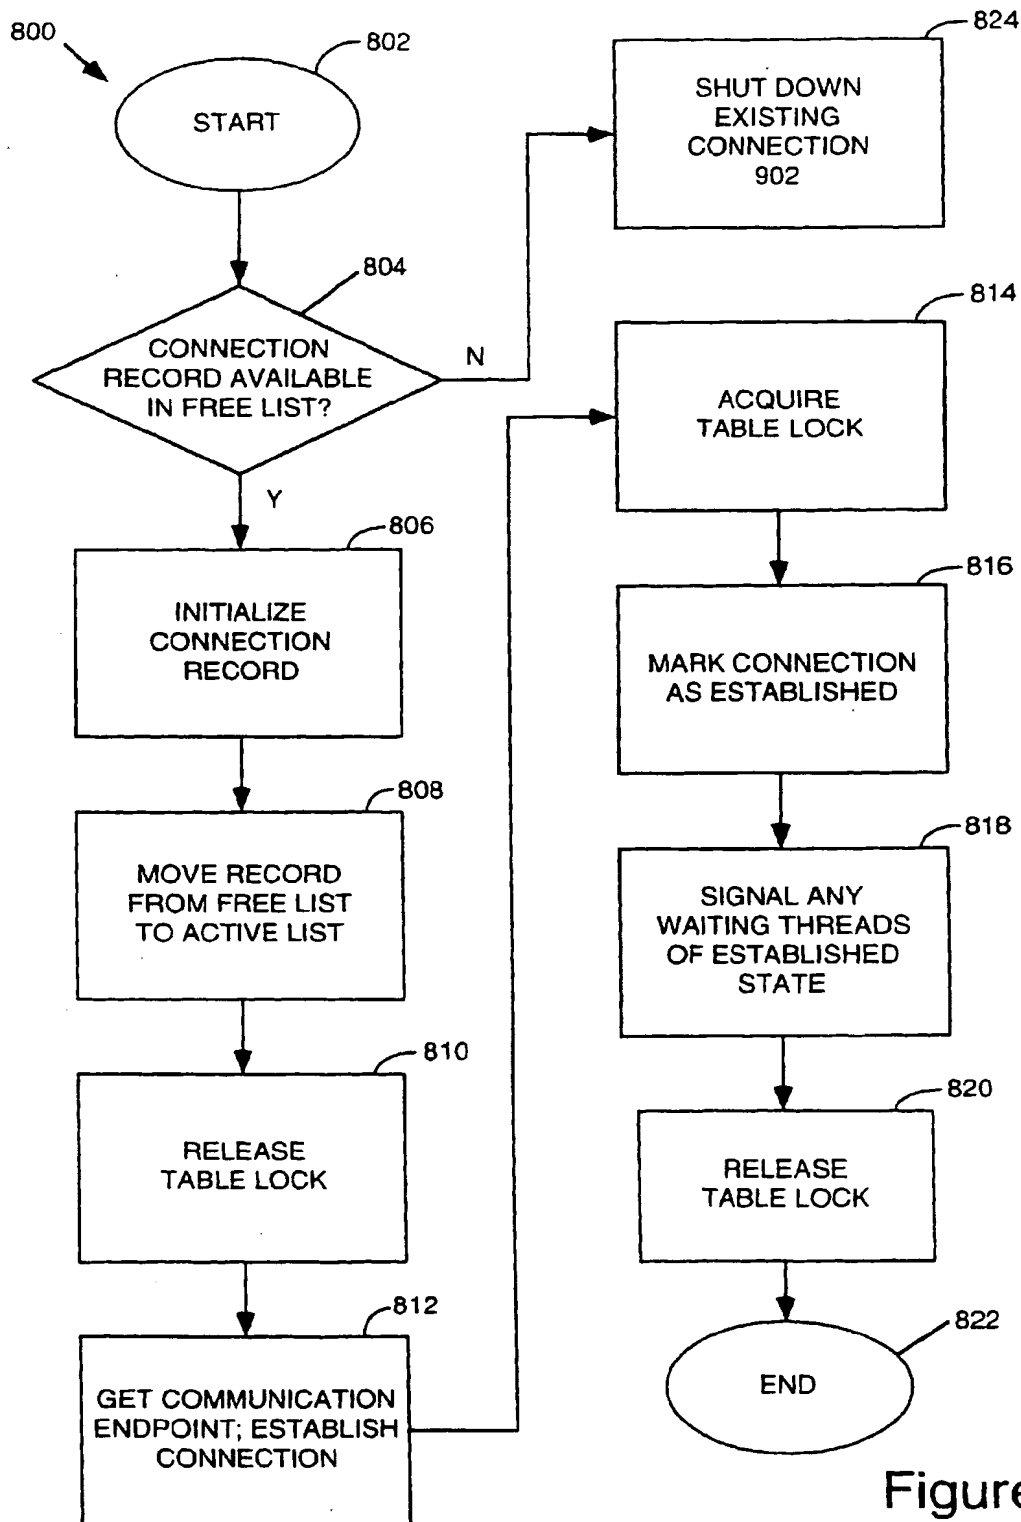 800
802
START
804
CONNECTION
RECORD AVAILABLE
IN FREE LIST?
N
Y
806
INITIALIZE
CONNECTION
RECORD
808
MOVE RECORD
FROM FREE LIST
TO ACTIVE LIST
810
RELEASE
TABLE LOCK
812
GET COMMUNICATION
ENDPOINT; ESTABLISH
CONNECTION
824
SHUT DOWN
EXISTING
CONNECTION
902
814
ACQUIRE
TABLE LOCK
816
MARK CONNECTION
AS ESTABLISHED
818
SIGNAL ANY
WAITING THREADS
OF ESTABLISHED
STATE
820
RELEASE
TABLE LOCK
822
END
Figure